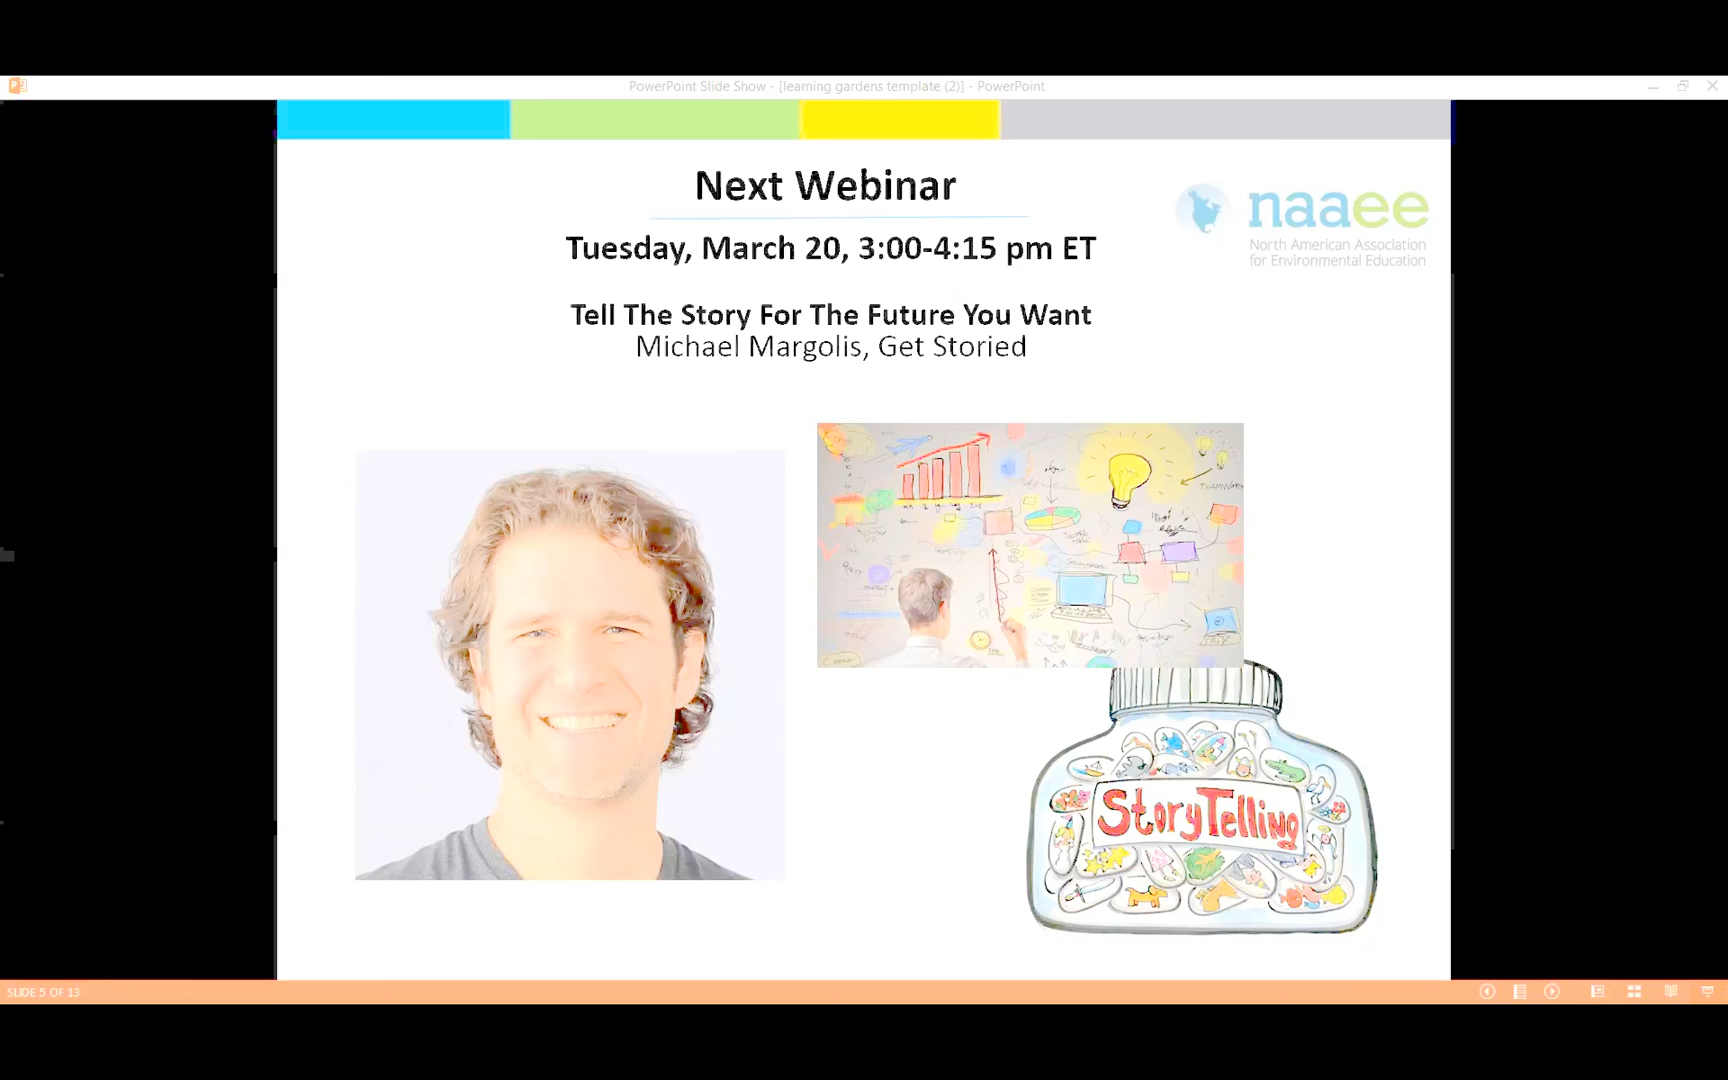 PowerPoint Slide Show - [learning gardens template (2)] - PowerPoint
Next Webinar
naaee
North American Association
for Environmental Education
Tuesday, March 20, 3:00-4:15 pm ET
Tell The Story For The Future You Want
Michael Margolis, Get Storied
TEAMWORK
StoryTelling
SLIDE 5 OF 13